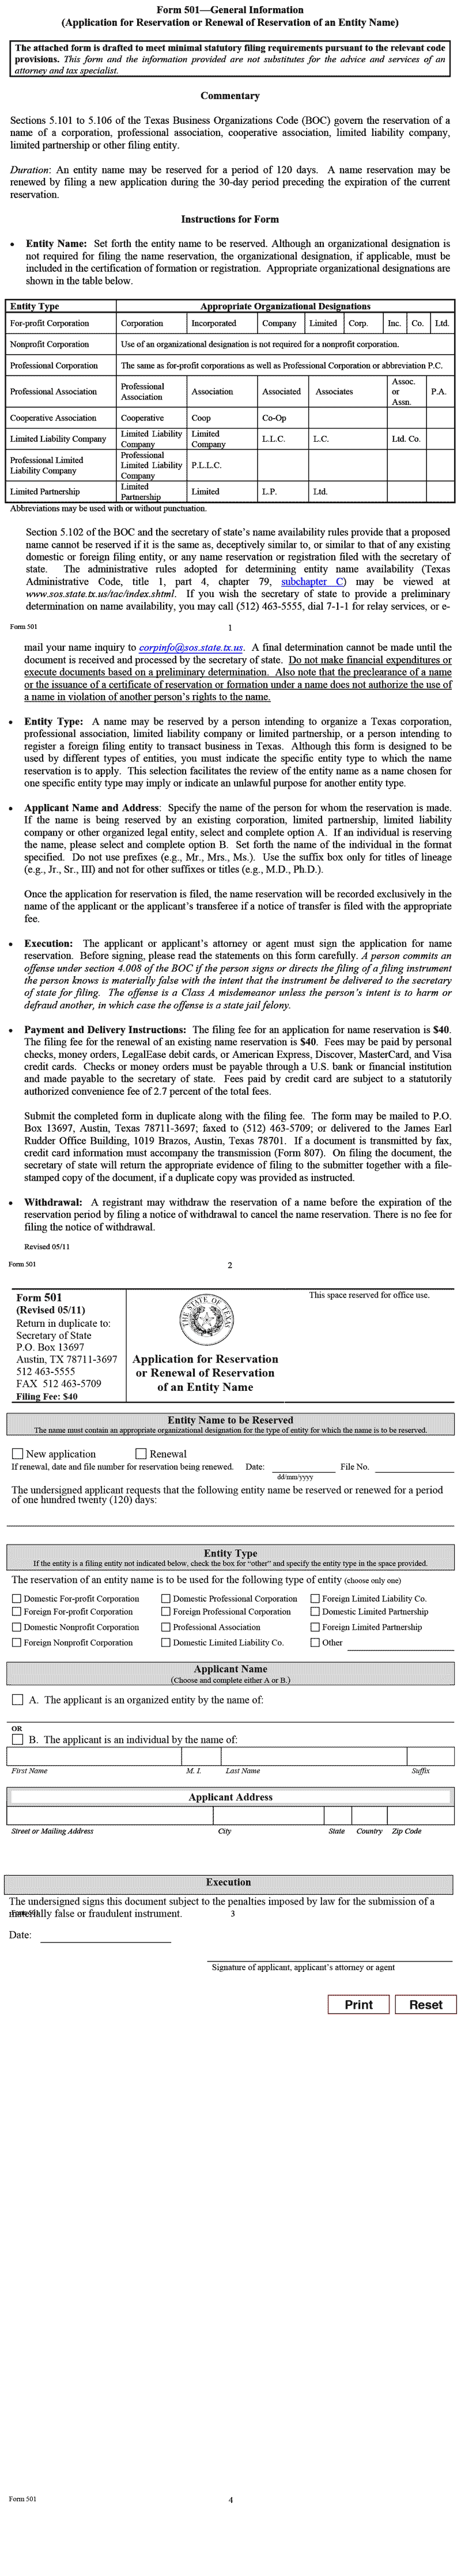 Form 501—General Information
(Application for Reservation or Renewal of Reservation of an Entity Name)
The attached form is drafted to meet minimal statutory filing requirements pursuant to the relevant code
provisions. This form and the information provided are not substitutes for the advice and services of an
attorney and tax specialist.
Commentary
Sections 5.101 to 5.106 of the Texas Business Organizations Code (BOC) govern the reservation of a
name of a corporation, professional association, cooperative association, limited liability company,
limited partnership or other filing entity.
Duration: An entity name may be reserved for a period of 120 days. A name reservation may be
renewed by filing a new application during the 30-day period preceding the expiration of the current
reservation.
Instructions for Form
• Entity Name: Set forth the entity name to be reserved. Although an organizational designation is
not required for filing the name reservation, the organizational designation, if applicable, must be
included in the certification of formation or registration. Appropriate organizational designations are
shown in the table below.
Entity Type Appropriate Organizational Designations
For-profit Corporation Corporation Incorporated Company Limited Corp. Inc. Co. Ltd.
Nonprofit Corporation Use of an organizational designation is not required for a nonprofit corporation.
Professional Corporation The same as for-profit corporations as well as Professional Corporation or abbreviation P.C.
Professional Association Professional Association Association Associated Associates Assoc. or Assn. P.A.
Cooperative Association Cooperative Coop Co-Op
Limited Liability Company Limited Liability Company Limited Company L.L.C. L.C. Ltd. Co.
Professional Limited Liability Company Professional Limited Liability Company P.L.L.C.
Limited Partnership Limited Partnership Limited L.P. Ltd.
Abbreviations may be used with or without punctuation.
Section 5.102 of the BOC and the secretary of state's name availability rules provide that a proposed
name cannot be reserved if it is the same as, deceptively similar to, or similar to that of any existing
domestic or foreign filing entity, or any name reservation or registration filed with the secretary of
state. The administrative rules adopted for determining entity name availability (Texas
Administrative Code, title 1, part 4, chapter 79, subchapter C) may be viewed at
www.sos.state.tx.us/tac/index.shtml. If you wish the secretary of state to provide a preliminary
determination on name availability, you may call (512) 463-5555, dial 7-1-1 for relay services, or e-
Form 501 1
mail your name inquiry to corpinfo@sos.state.tx.us. A final determination cannot be made until the
document is received and processed by the secretary of state. Do not make financial expenditures or
execute documents based on a preliminary determination. Also note that the preclearance of a name
or the issuance of a certificate of reservation or formation under a name does not authorize the use of
a name in violation of another person's rights to the name.
• Entity Type: A name may be reserved by a person intending to organize a Texas corporation,
professional association, limited liability company or limited partnership, or a person intending to
register a foreign filing entity to transact business in Texas. Although this form is designed to be
used by different types of entities, you must indicate the specific entity type to which the name
reservation is to apply. This selection facilitates the review of the entity name as a name chosen for
one specific entity type may imply or indicate an unlawful purpose for another entity type.
• Applicant Name and Address: Specify the name of the person for whom the reservation is made.
If the name is being reserved by an existing corporation, limited partnership, limited liability
company or other organized legal entity, select and complete option A. If an individual is reserving
the name, please select and complete option B. Set forth the name of the individual in the format
specified. Do not use prefixes (e.g., Mr., Mrs., Ms.). Use the suffix box only for titles of lineage
(e.g., Jr., Sr., III) and not for other suffixes or titles (e.g., M.D., Ph.D.).
Once the application for reservation is filed, the name reservation will be recorded exclusively in the
name of the applicant or the applicant's transferee if a notice of transfer is filed with the appropriate
fee.
• Execution: The applicant or applicant's attorney or agent must sign the application for name
reservation. Before signing, please read the statements on this form carefully. A person commits an
offense under section 4.008 of the BOC if the person signs or directs the filing of a filing instrument
the person knows is materially false with the intent that the instrument be delivered to the secretary
of state for filing. The offense is a Class A misdemeanor unless the person's intent is to harm or
defraud another, in which case the offense is a state jail felony.
• Payment and Delivery Instructions: The filing fee for an application for name reservation is $40.
The filing fee for the renewal of an existing name reservation is $40. Fees may be paid by personal
checks, money orders, LegalEase debit cards, or American Express, Discover, MasterCard, and Visa
credit cards. Checks or money orders must be payable through a U.S. bank or financial institution
and made payable to the secretary of state. Fees paid by credit card are subject to a statutorily
authorized convenience fee of 2.7 percent of the total fees.
Submit the completed form in duplicate along with the filing fee. The form may be mailed to P.O.
Box 13697, Austin, Texas 78711-3697; faxed to (512) 463-5709; or delivered to the James Earl
Rudder Office Building, 1019 Brazos, Austin, Texas 78701. If a document is transmitted by fax,
credit card information must accompany the transmission (Form 807). On filing the document, the
secretary of state will return the appropriate evidence of filing to the submitter together with a file-
stamped copy of the document, if a duplicate copy was provided as instructed.
• Withdrawal: A registrant may withdraw the reservation of a name before the expiration of the
reservation period by filing a notice of withdrawal to cancel the name reservation. There is no fee for
filing the notice of withdrawal.
Revised 05/11
Form 501 2
Form 501
(Revised 05/11)
Return in duplicate to:
Secretary of State
P.O. Box 13697
Austin, TX 78711-3697
512 463-5555
FAX 512 463-5709
Filing Fee: $40
THE STATE OF TEXAS
Application for Reservation
or Renewal of Reservation
of an Entity Name
This space reserved for office use.
Entity Name to be Reserved
The name must contain an appropriate organizational designation for the type of entity for which the name is to be reserved.
New application Renewal
If renewal, date and file number for reservation being renewed. Date: File No.
dd/mm/yyyy
The undersigned applicant requests that the following entity name be reserved or renewed for a period
of one hundred twenty (120) days:
Entity Type
If the entity is a filing entity not indicated below, check the box for "other" and specify the entity type in the space provided.
The reservation of an entity name is to be used for the following type of entity (choose only one)
Domestic For-profit Corporation Domestic Professional Corporation Foreign Limited Liability Co.
Foreign For-profit Corporation Foreign Professional Corporation Domestic Limited Partnership
Domestic Nonprofit Corporation Professional Association Foreign Limited Partnership
Foreign Nonprofit Corporation Domestic Limited Liability Co. Other
Applicant Name
(Choose and complete either A or B.)
A. The applicant is an organized entity by the name of:
OR
B. The applicant is an individual by the name of:
First Name M. I. Last Name Suffix
Applicant Address
Street or Mailing Address City State Country Zip Code
Execution
The undersigned signs this document subject to the penalties imposed by law for the submission of a
materially false or fraudulent instrument.
Form 501 3
Date:
Signature of applicant, applicant's attorney or agent
Print Reset
Form 501 4